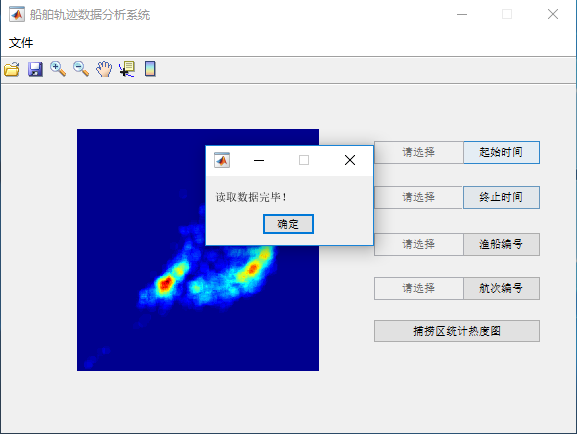 船舶轨迹数据分析系统
文件
请选择 起始时间
读取数据完毕!
请选择 终止时间
确定
请选择 渔船编号
请选择 航次编号
捕捞区统计热度图